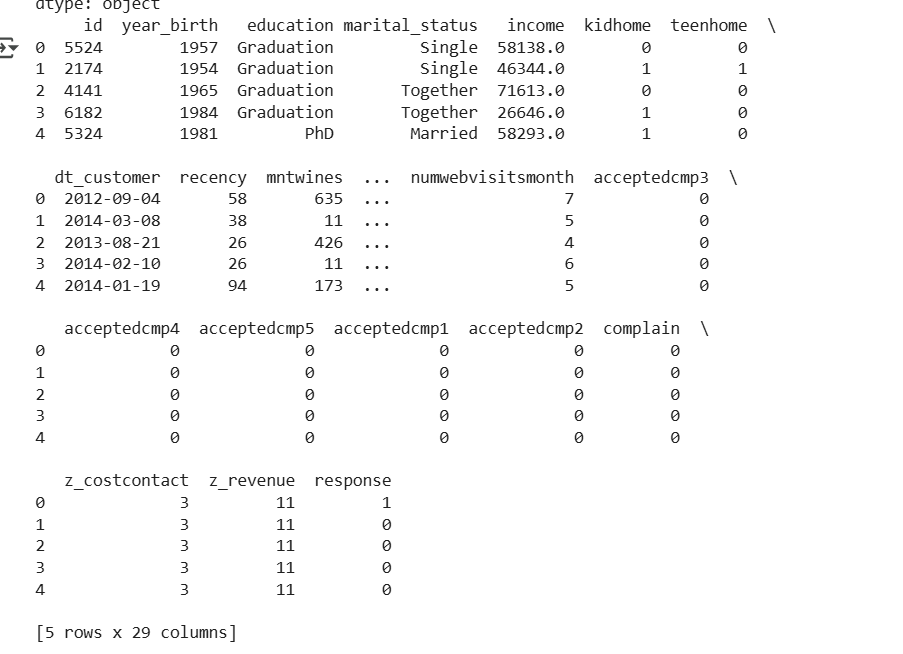 dtype: object
id year_birth education marital_status income kidhome teenhome \
0 5524 1957 Graduation Single 58138.0 0 0
1 2174 1954 Graduation Single 46344.0 1 1
2 4141 1965 Graduation Together 71613.0 0 0
3 6182 1984 Graduation Together 26646.0 1 0
4 5324 1981 PhD Married 58293.0 1 0
dt_customer recency mntwines ... numwebvisitsmonth acceptedcmp3 \
0 2012-09-04 58 635 ... 7 0
1 2014-03-08 38 11 ... 5 0
2 2013-08-21 26 426 ... 4 0
3 2014-02-10 26 11 ... 6 0
4 2014-01-19 94 173 ... 5 0
acceptedcmp4 acceptedcmp5 acceptedcmp1 acceptedcmp2 complain \
0 0 0 0 0 0
1 0 0 0 0 0
2 0 0 0 0 0
3 0 0 0 0 0
4 0 0 0 0 0
z_costcontact z_revenue response
0 3 11 1
1 3 11 0
2 3 11 0
3 3 11 0
4 3 11 0
[5 rows x 29 columns]